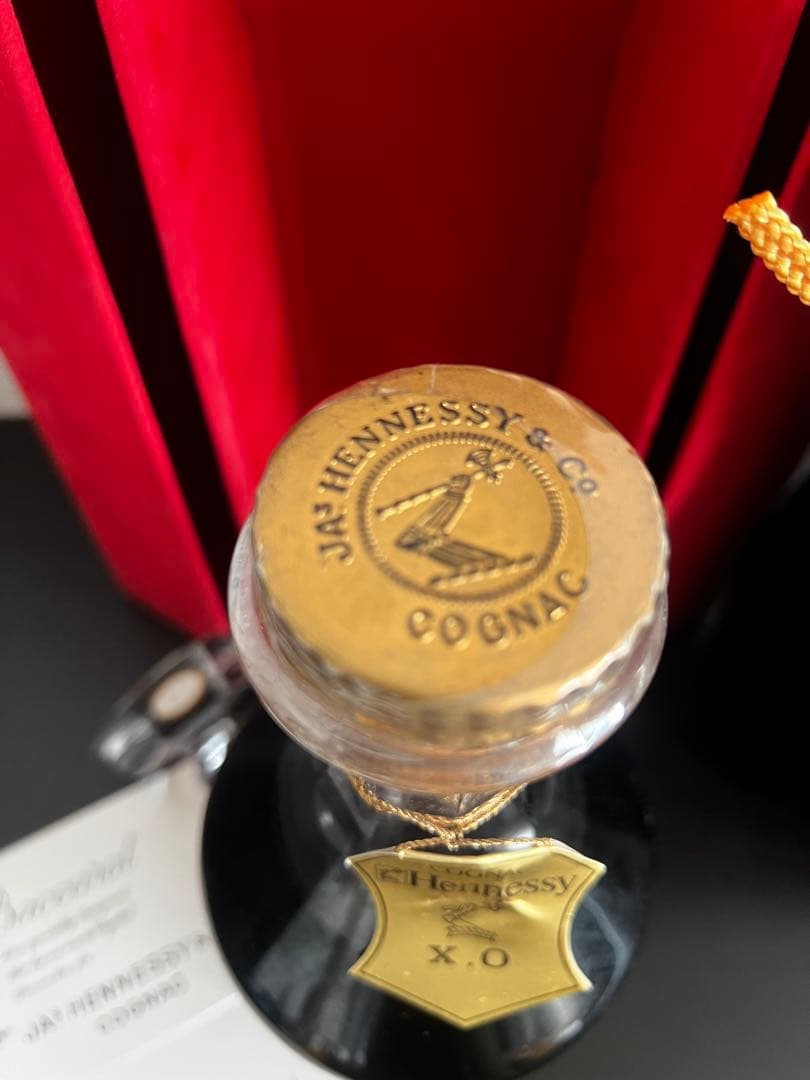 JAˢ HENNESSY & Cº
COGNAC
COGNAC
Hennessy
X.O
Baccarat
JAˢ HENNESSY
COGNAC